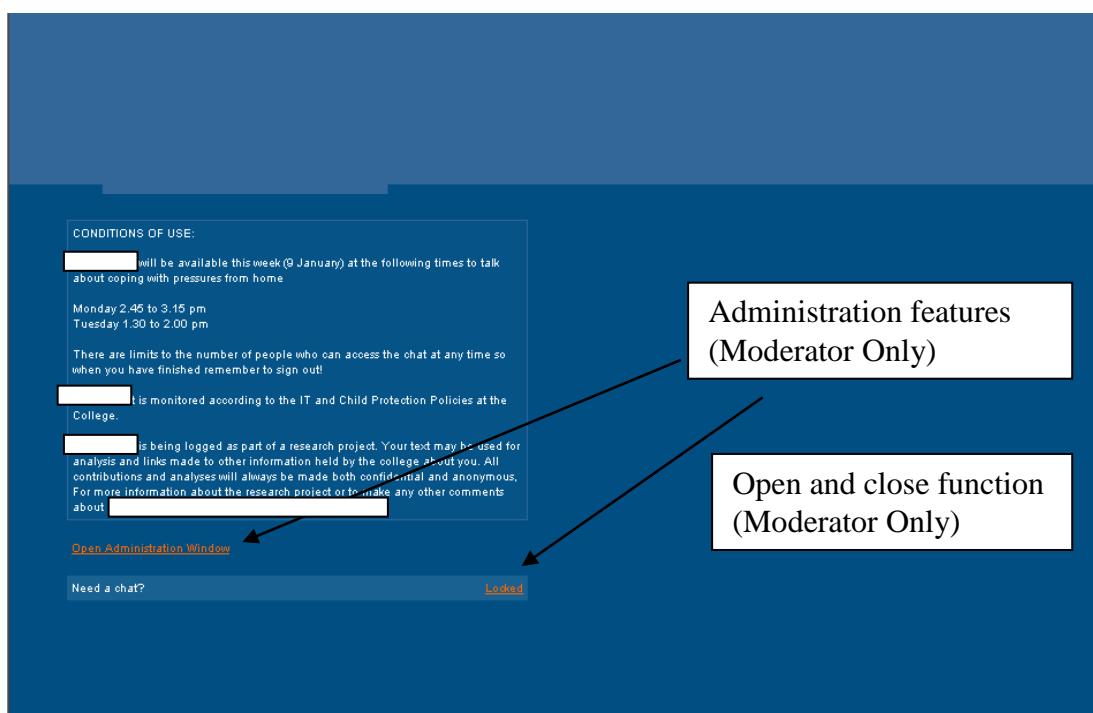 CONDITIONS OF USE:
will be available this week (9 January) at the following times to talk
about coping with pressures from home
Monday 2.45 to 3.15 pm
Tuesday 1.30 to 2.00 pm
There are limits to the number of people who can access the chat at any time so
when you have finished remember to sign out!
t is monitored according to the IT and Child Protection Policies at the
College.
is being logged as part of a research project. Your text may be used for
analysis and links made to other information held by the college about you. All
contributions and analyses will always be made both confidential and anonymous,
For more information about the research project or to make any other comments
about
Open Administration Window
Need a chat? Locked
Administration features
(Moderator Only)
Open and close function
(Moderator Only)